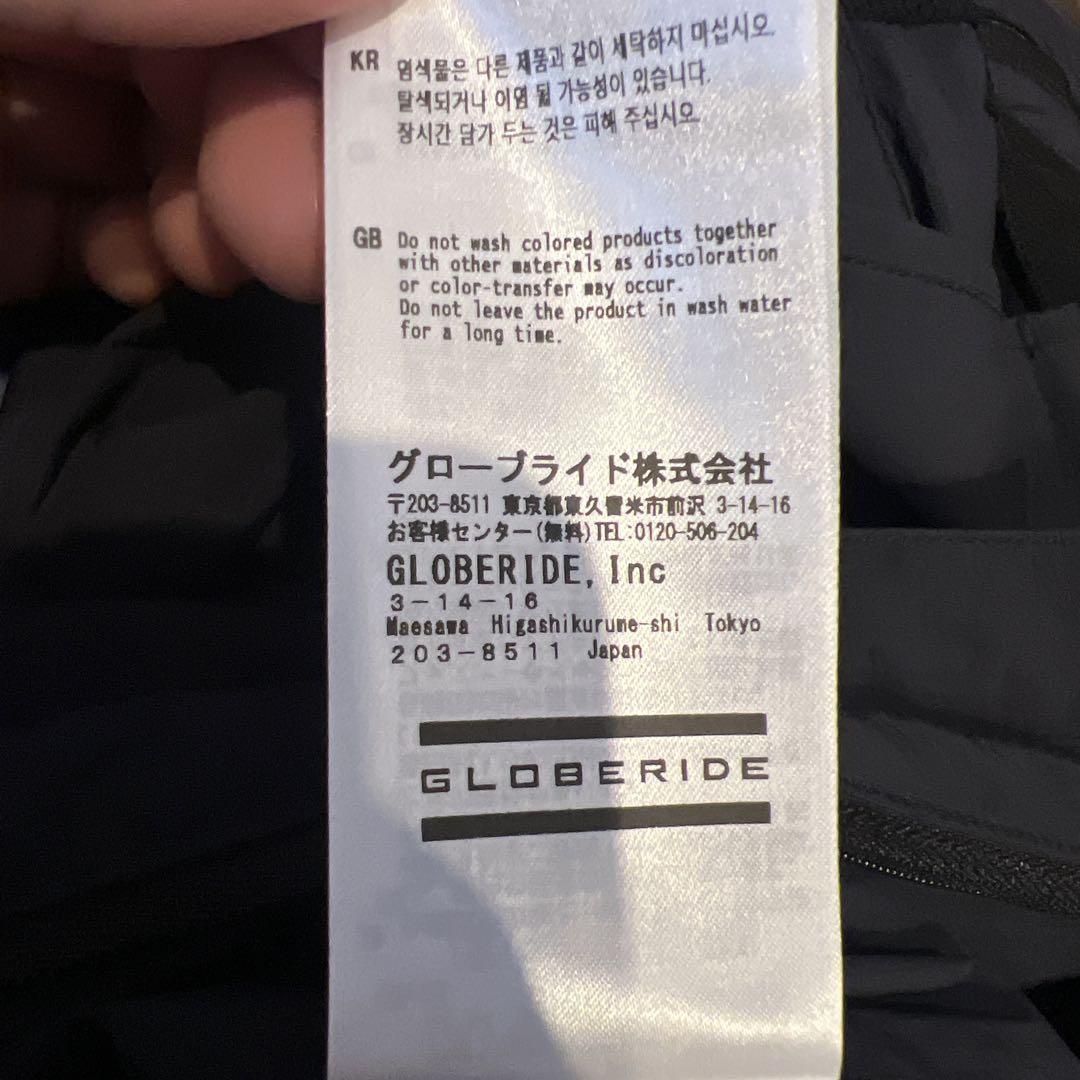 KR 염색물은 다른 제품과 같이 세탁하지 마십시오.
탈색되거나 이염 될 가능성이 있습니다.
장시간 담가 두는 것은 피해 주십시오.
GB Do not wash colored products together
with other materials as discoloration
or color-transfer may occur.
Do not leave the product in wash water
for a long time.
グローブライド株式会社
〒203-8511 東京都東久留米市前沢 3-14-16
お客様センター(無料)TEL:0120-506-204
GLOBERIDE, Inc
3-14-16
Maesawa Higashikurume-shi Tokyo
203-8511 Japan
GLOBERIDE